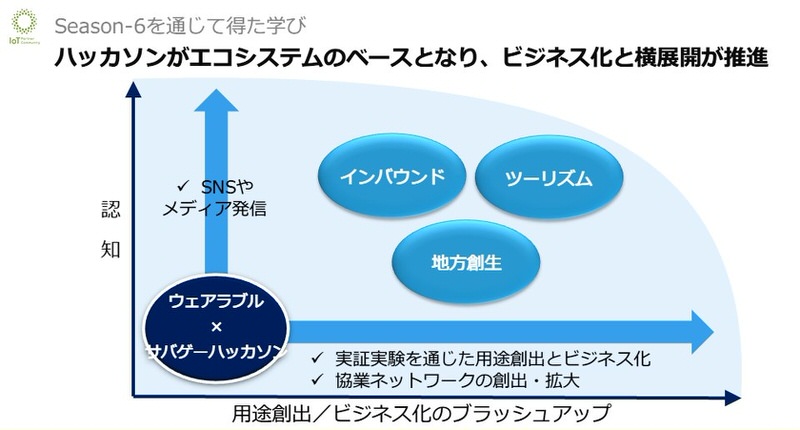 Season-6を通じて得た学び
IoT Partner Community
ハッカソンがエコシステムのベースとなり、ビジネス化と横展開が推進
認
知
✓ SNSや
メディア発信
インバウンド
ツーリズム
地方創生
ウェアラブル
×
サバゲーハッカソン
✓ 実証実験を通じた用途創出とビジネス化
✓ 協業ネットワークの創出・拡大
用途創出／ビジネス化のブラッシュアップ